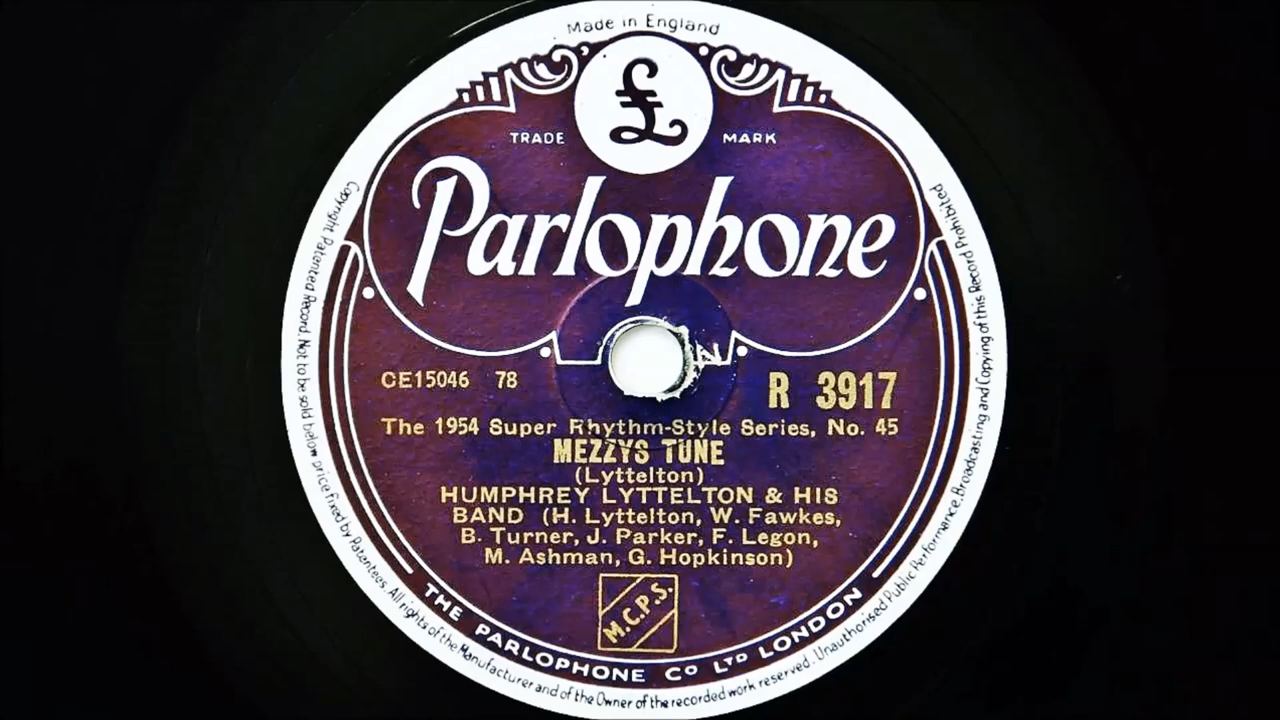 Made in England
£
TRADE MARK
Parlophone
CE15046 78
R 3917
The 1954 Super Rhythm-Style Series, No. 45
MEZZYS TUNE
(Lyttelton)
HUMPHREY LYTTELTON & HIS
BAND (H. Lyttelton, W. Fawkes,
B. Turner, J. Parker, F. Legon,
M. Ashman, G. Hopkinson)
M.C.P.S.
THE PARLOPHONE CO LTD LONDON
Copyright Patented Record. Not to be sold below price fixed by Patentees. All rights of the Manufacturer and of the Owner of the recorded work reserved. Unauthorised Public Performance. Broadcasting and Copying of this Record Prohibited